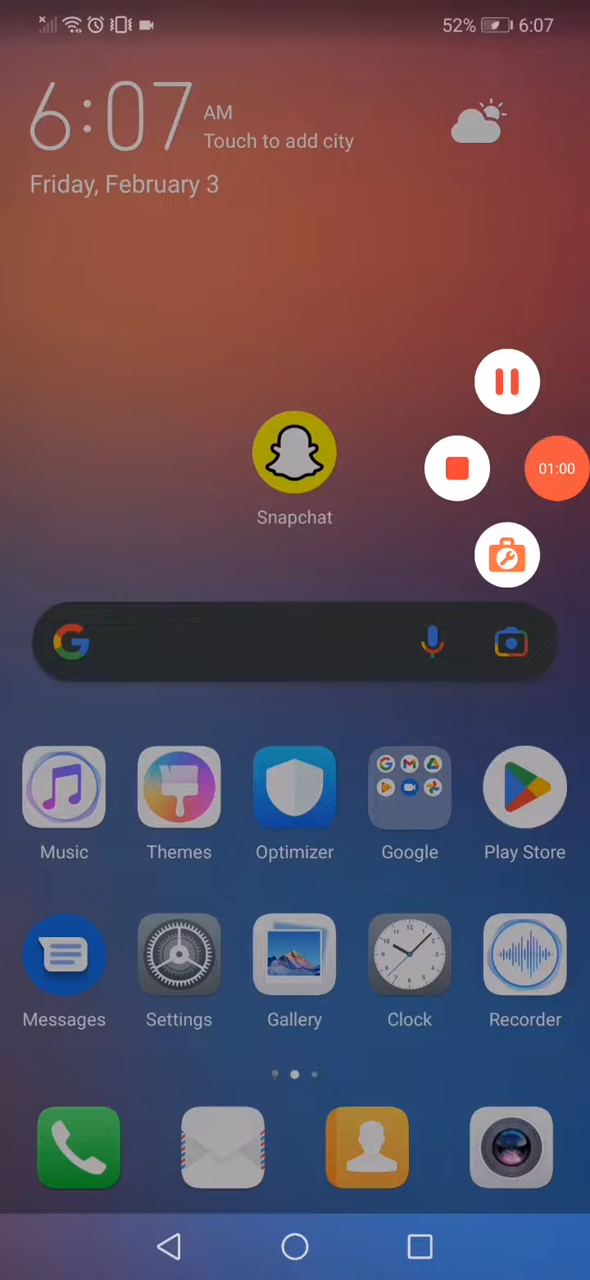 52% 6:07
6:07 AM
Touch to add city
Friday, February 3
Snapchat
01:00
Music Themes Optimizer Google Play Store
Messages Settings Gallery Clock Recorder